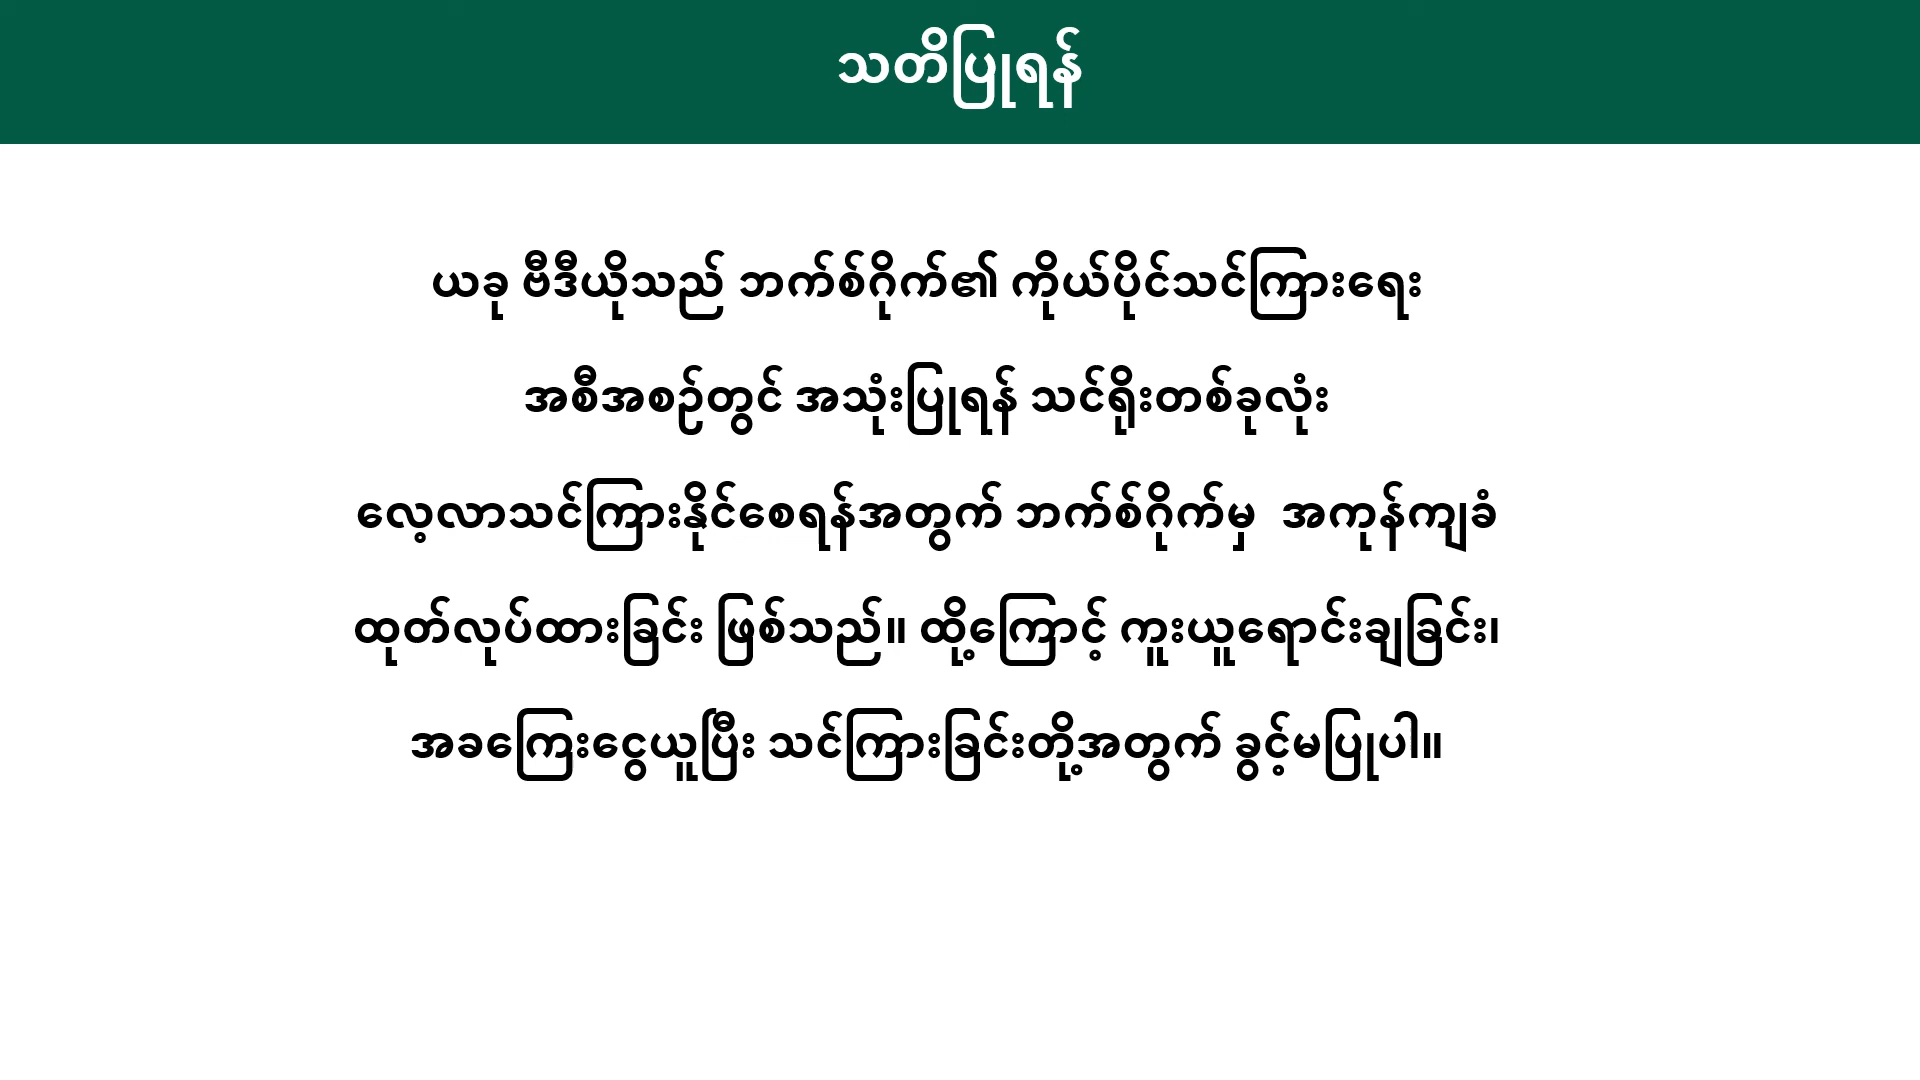 သတိပြုရန်
ယခု ဗီဒီယိုသည် ဘက်စ်ဂိုက်၏ ကိုယ်ပိုင်သင်ကြားရေး
အစီအစဉ်တွင် အသုံးပြုရန် သင်ရိုးတစ်ခုလုံး
လေ့လာသင်ကြားနိုင်စေရန်အတွက် ဘက်စ်ဂိုက်မှ အကုန်ကျခံ
ထုတ်လုပ်ထားခြင်း ဖြစ်သည်။ ထို့ကြောင့် ကူးယူရောင်းချခြင်း၊
အခကြေးငွေယူပြီး သင်ကြားခြင်းတို့အတွက် ခွင့်မပြုပါ။